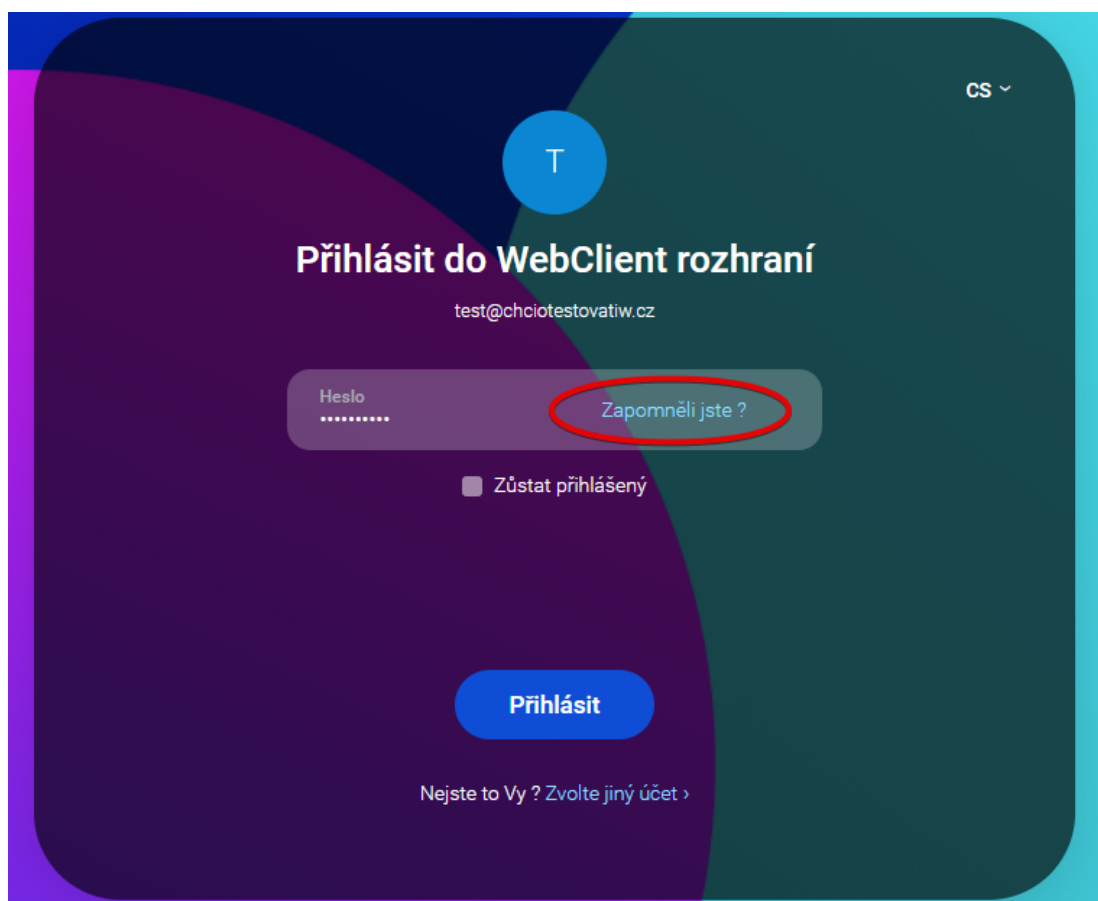 CS
T
Přihlásit do WebClient rozhraní
test@chciotestovatiw.cz
Heslo
••••••••••
Zapomněli jste ?
Zůstat přihlášený
Přihlásit
Nejste to Vy ? Zvolte jiný účet ›